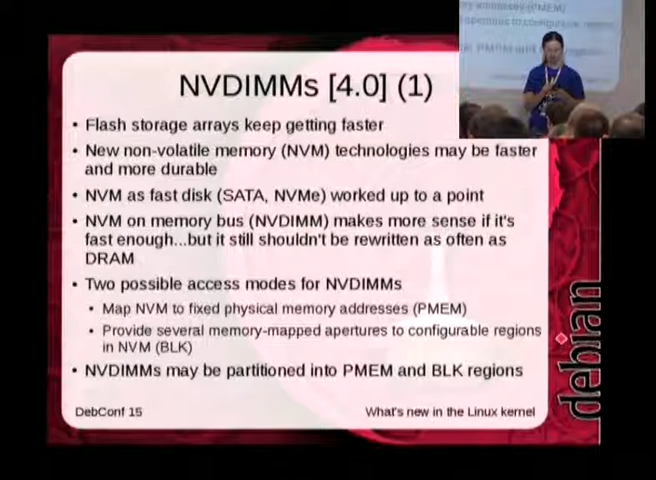 NVDIMMs [4.0] (1)
• Flash storage arrays keep getting faster
• New non-volatile memory (NVM) technologies may be faster
and more durable
• NVM as fast disk (SATA, NVMe) worked up to a point
• NVM on memory bus (NVDIMM) makes more sense if it's
fast enough...but it still shouldn't be rewritten as often as
DRAM
• Two possible access modes for NVDIMMs
• Map NVM to fixed physical memory addresses (PMEM)
• Provide several memory-mapped apertures to configurable regions
in NVM (BLK)
• NVDIMMs may be partitioned into PMEM and BLK regions
DebConf 15
What's new in the Linux kernel
debian
(PMEM)
to configurable
PMEM and